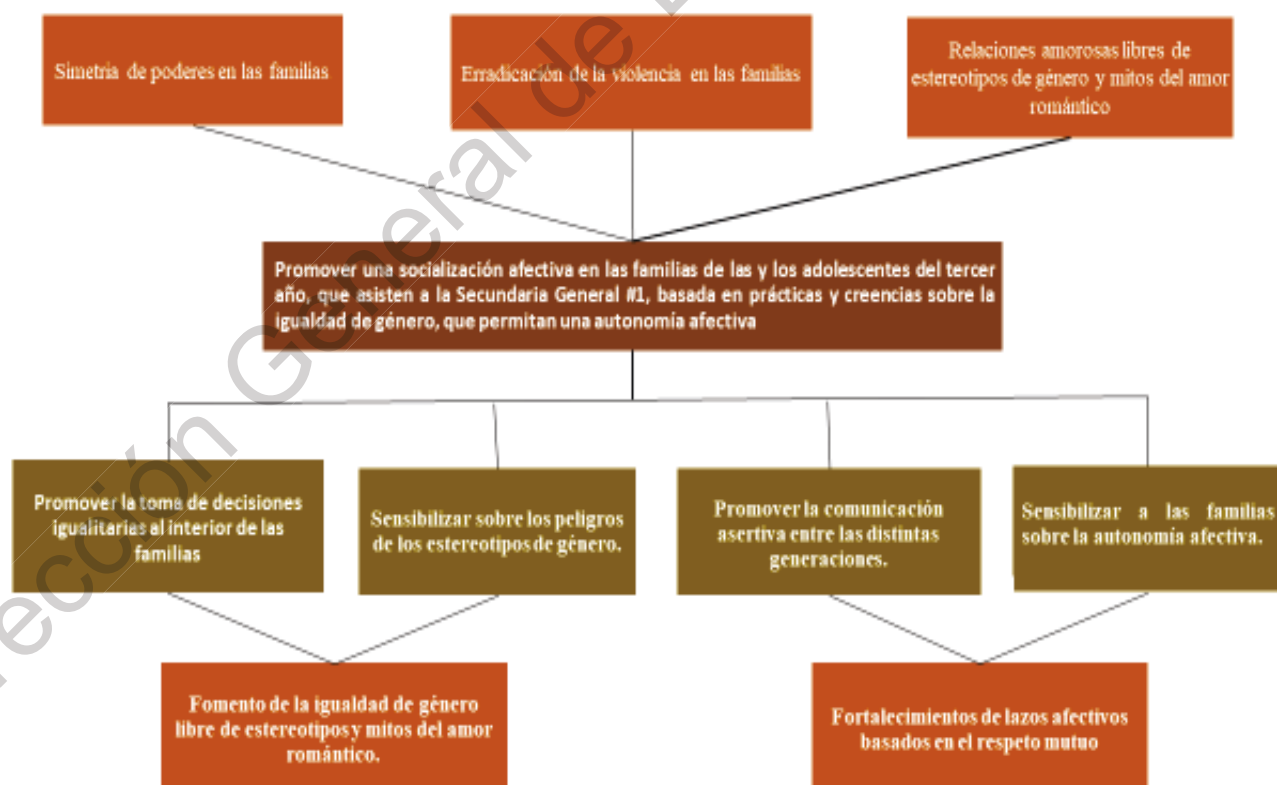 Simetria de poderes en las familias
Erradicación de la violencia en las familias
Relaciones amorosas libres de
estereotipos de género y mitos del amor
romántico
Promover una socialización afectiva en las familias de las y los adolescentes del tercer
año, que asisten a la Secundaria General #1, basada en prácticas y creencias sobre la
igualdad de género, que permitan una autonomía afectiva
Promover la toma de decisiones
igualitarias al interior de las
familias
Sensibilizar sobre los peligros
de los estereotipos de género.
Promover la comunicación
asertiva entre las distintas
generaciones.
Sensibilizar a las familias
sobre la autonomía afectiva.
Fomento de la igualdad de género
libre de estereotipos y mitos del amor
romántico.
Fortalecimientos de lazos afectivos
basados en el respeto mutuo
ección General de